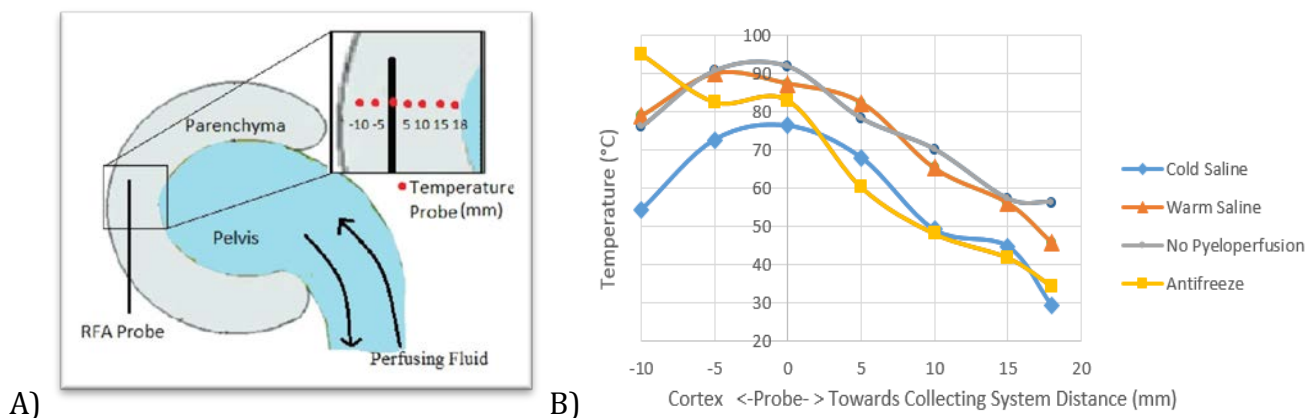 Parenchyma
-10 -5 5 10 15 18
Temperature
Probe (mm)
Pelvis
RFA Probe
Perfusing Fluid
A)
B)
Temperature (°C)
100
90
80
70
60
50
40
30
20
-10 -5 0 5 10 15 20
Cortex <-Probe- > Towards Collecting System Distance (mm)
Cold Saline
Warm Saline
No Pyeloperfusion
Antifreeze